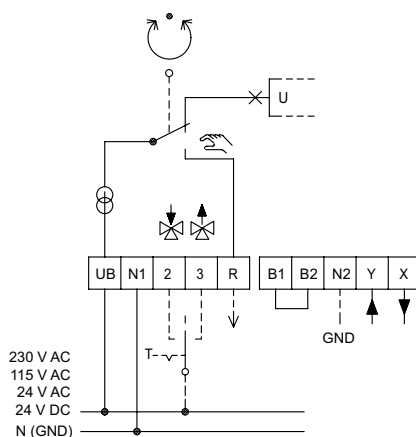 U
UB N1 2 3 R B1 B2 N2 Y X
GND
T
230 V AC
115 V AC
24 V AC
24 V DC
N (GND)